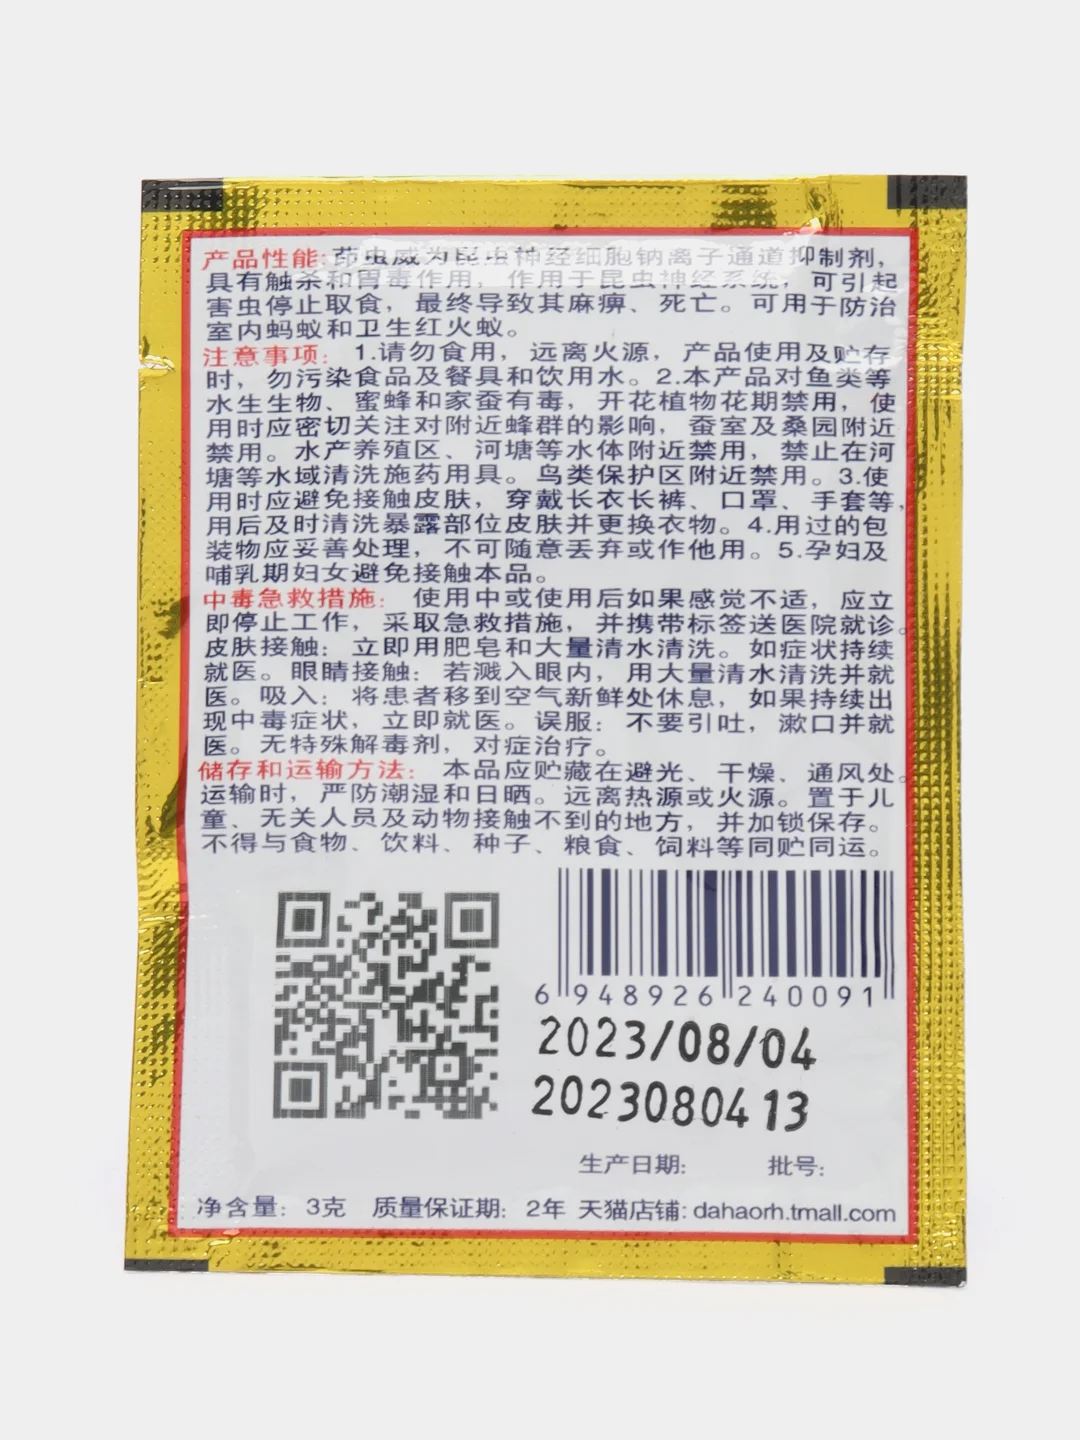 产品性能:茚虫威为昆虫神经细胞钠离子通道抑制剂，
具有触杀和胃毒作用，作用于昆虫神经系统，可引起
害虫停止取食，最终导致其麻痹、死亡。可用于防治
室内蚂蚁和卫生红火蚁。
注意事项：1.请勿食用，远离火源，产品使用及贮存
时，勿污染食品及餐具和饮用水。2.本产品对鱼类等
水生生物、蜜蜂和家蚕有毒，开花植物花期禁用，使
用时应密切关注对附近蜂群的影响，蚕室及桑园附近
禁用。水产养殖区、河塘等水体附近禁用，禁止在河
塘等水域清洗施药用具。鸟类保护区附近禁用。3.使
用时应避免接触皮肤，穿戴长衣长裤、口罩、手套等，
用后及时清洗暴露部位皮肤并更换衣物。4.用过的包
装物应妥善处理，不可随意丢弃或作他用。5.孕妇及
哺乳期妇女避免接触本品。
中毒急救措施：使用中或使用后如果感觉不适，应立
即停止工作，采取急救措施，并携带标签送医院就诊。
皮肤接触：立即用肥皂和大量清水清洗。如症状持续
就医。眼睛接触：若溅入眼内，用大量清水清洗并就
医。吸入：将患者移到空气新鲜处休息，如果持续出
现中毒症状，立即就医。误服：不要引吐，漱口并就
医。无特殊解毒剂，对症治疗。
储存和运输方法：本品应贮藏在避光、干燥、通风处。
运输时，严防潮湿和日晒。远离热源或火源。置于儿
童、无关人员及动物接触不到的地方，并加锁保存。
不得与食物、饮料、种子、粮食、饲料等同贮同运。
6 948926 240091
2023/08/04
2023080413
生产日期: 批号:
净含量：3克 质量保证期：2年 天猫店铺:dahaorh.tmall.com